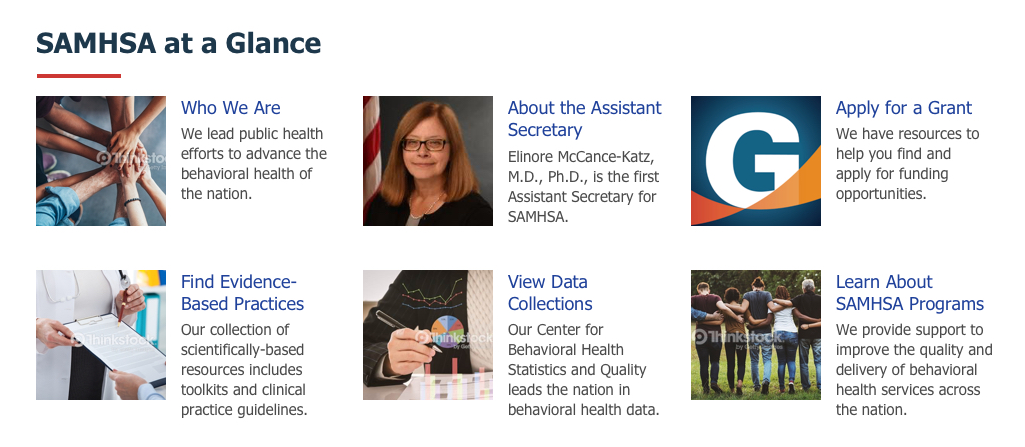 SAMHSA at a Glance
Who We Are
We lead public health
efforts to advance the
behavioral health of
the nation.
About the Assistant
Secretary
Elinore McCance-Katz,
M.D., Ph.D., is the first
Assistant Secretary for
SAMHSA.
G
Apply for a Grant
We have resources to
help you find and
apply for funding
opportunities.
Thinkstock
Find Evidence-
Based Practices
Our collection of
scientifically-based
resources includes
toolkits and clinical
practice guidelines.
Thinkstock
View Data
Collections
Our Center for
Behavioral Health
Statistics and Quality
leads the nation in
behavioral health data.
Thinkstock
Learn About
SAMHSA Programs
We provide support to
improve the quality and
delivery of behavioral
health services across
the nation.
Thinkstock